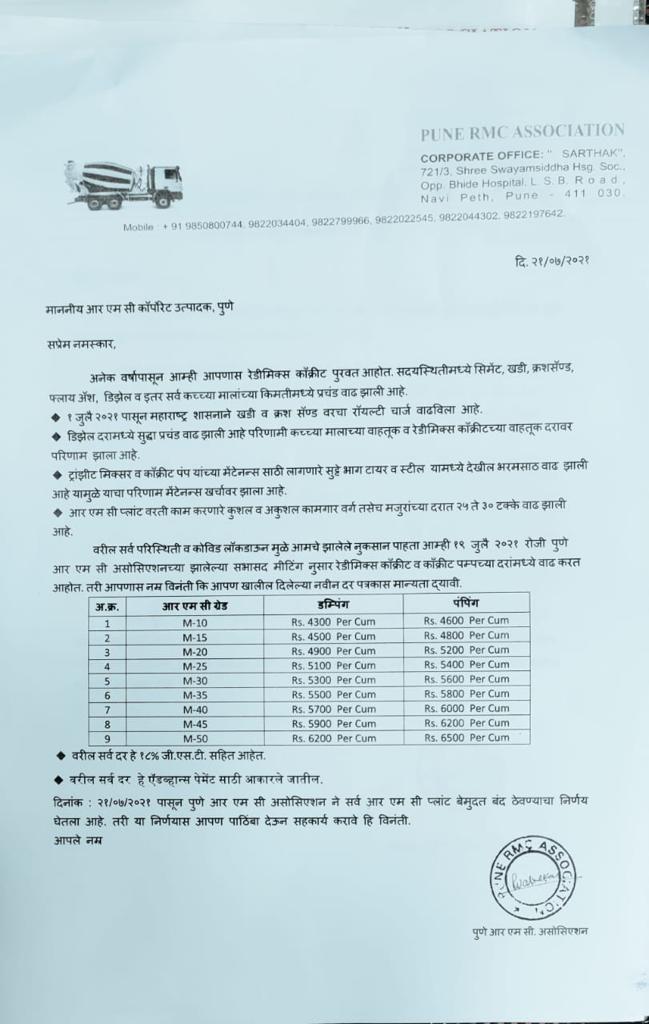 PUNE RMC ASSOCIATION
CORPORATE OFFICE: " SARTHAK",
721/3, Shree Swayamsiddha Hsg. Soc.,
Opp. Bhide Hospital, L. S. B. Road.,
Navi Peth, Pune - 411 030.
Mobile : + 91 9850800744, 9822034404, 9822799966, 9822022545, 9822044302, 9822197642.
दि. २१/०७/२०२१
माननीय आर एम सी कॉर्पोरेट उत्पादक, पुणे
सप्रेम नमस्कार,
अनेक वर्षापासून आम्ही आपणास रेडीमिक्स काँक्रीट पुरवत आहोत. सदयस्थितीमध्ये सिमेंट, खडी, क्रशसॅण्ड,
फ्लाय अ‍ॅश, डिझेल व इतर सर्व कच्च्या मालांच्या किमतीमध्ये प्रचंड वाढ झाली आहे.
◆ १ जुलै २०२१ पासून महाराष्ट्र शासनाने खडी व क्रश सॅण्ड वरचा रॉयल्टी चार्ज वाढविला आहे.
◆ डिझेल दरामध्ये सुद्धा प्रचंड वाढ झाली आहे परिणामी कच्च्या मालाच्या वाहतूक व रेडीमिक्स काँक्रीटच्या वाहतूक दरावर
परिणाम झाला आहे.
◆ ट्रांझीट मिक्सर व काँक्रीट पंप यांच्या मेंटेनन्स साठी लागणारे सुट्टे भाग टायर व स्टील यामध्ये देखील भरमसाठ वाढ झाली
आहे यामुळे याचा परिणाम मेंटेनन्स खर्चावर झाला आहे.
◆ आर एम सी प्लांट वरती काम करणारे कुशल व अकुशल कामगार वर्ग तसेच मजुरांच्या दरात २५ ते ३० टक्के वाढ झाली
आहे.
वरील सर्व परिस्थिती व कोविड लॉकडाऊन मुळे आमचे झालेले नुकसान पाहता आम्ही १९ जुलै २०२१ रोजी पुणे
आर एम सी असोसिएशनच्या झालेल्या सभासद मीटिंग नुसार रेडीमिक्स काँक्रीट व काँक्रीट पम्पच्या दरांमध्ये वाढ करत
आहोत. तरी आपणास नम्र विनंती कि आपण खालील दिलेल्या नवीन दर पत्रकास मान्यता द्यावी.
अ.क्र. आर एम सी ग्रेड डम्पिंग पंपिंग
1 M-10 Rs. 4300 Per Cum Rs. 4600 Per Cum
2 M-15 Rs. 4500 Per Cum Rs. 4800 Per Cum
3 M-20 Rs. 4900 Per Cum Rs. 5200 Per Cum
4 M-25 Rs. 5100 Per Cum Rs. 5400 Per Cum
5 M-30 Rs. 5300 Per Cum Rs. 5600 Per Cum
6 M-35 Rs. 5500 Per Cum Rs. 5800 Per Cum
7 M-40 Rs. 5700 Per Cum Rs. 6000 Per Cum
8 M-45 Rs. 5900 Per Cum Rs. 6200 Per Cum
9 M-50 Rs. 6200 Per Cum Rs. 6500 Per Cum
◆ वरील सर्व दर हे १८% जी.एस.टी. सहित आहेत.
◆ वरील सर्व दर हे ऍडव्हान्स पेमेंट साठी आकारले जातील.
दिनांक : २१/०७/२०२१ पासून पुणे आर एम सी असोसिएशन ने सर्व आर एम सी प्लांट बेमुदत बंद ठेवण्याचा निर्णय
घेतला आहे. तरी या निर्णयास आपण पाठिंबा देऊन सहकार्य करावे हि विनंती.
आपले नम्र
PUNE RMC ASSOCIATION
पुणे आर एम सी. असोसिएशन